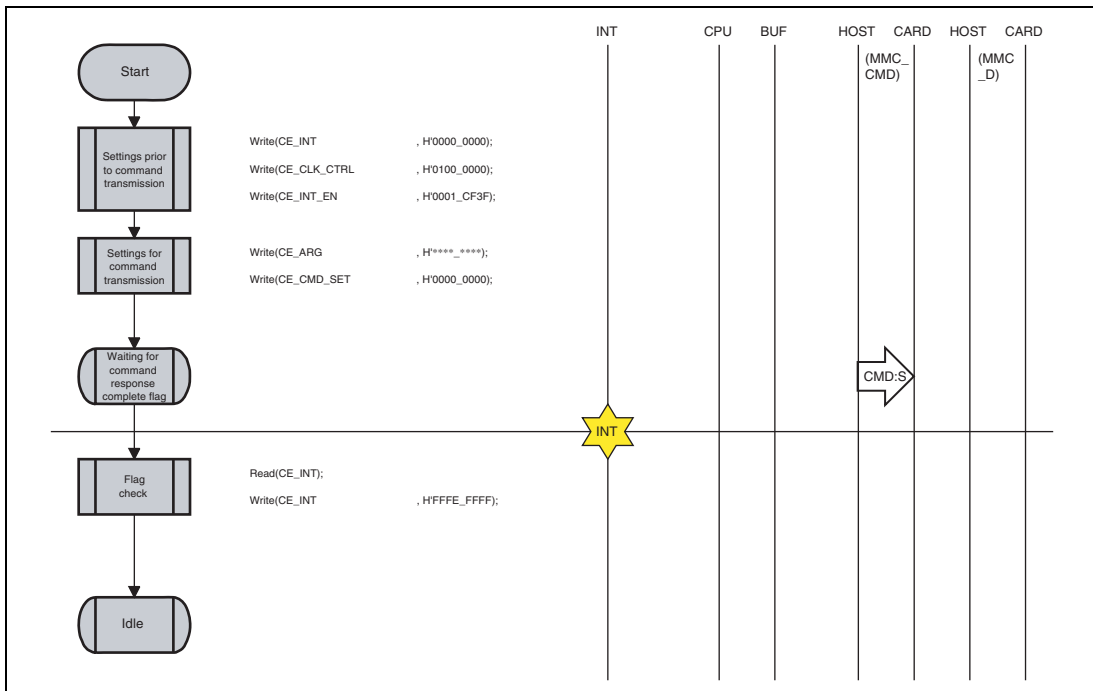 INT CPU BUF HOST CARD HOST CARD
(MMC_
CMD)
(MMC
_D)
Start
Settings prior
to command
transmission
Write(CE_INT , H'0000_0000);
Write(CE_CLK_CTRL , H'0100_0000);
Write(CE_INT_EN , H'0001_CF3F);
Settings for
command
transmission
Write(CE_ARG , H'****_****);
Write(CE_CMD_SET , H'0000_0000);
Waiting for
command
response
complete flag
CMD:S
INT
Flag
check
Read(CE_INT);
Write(CE_INT , H'FFFE_FFFF);
Idle